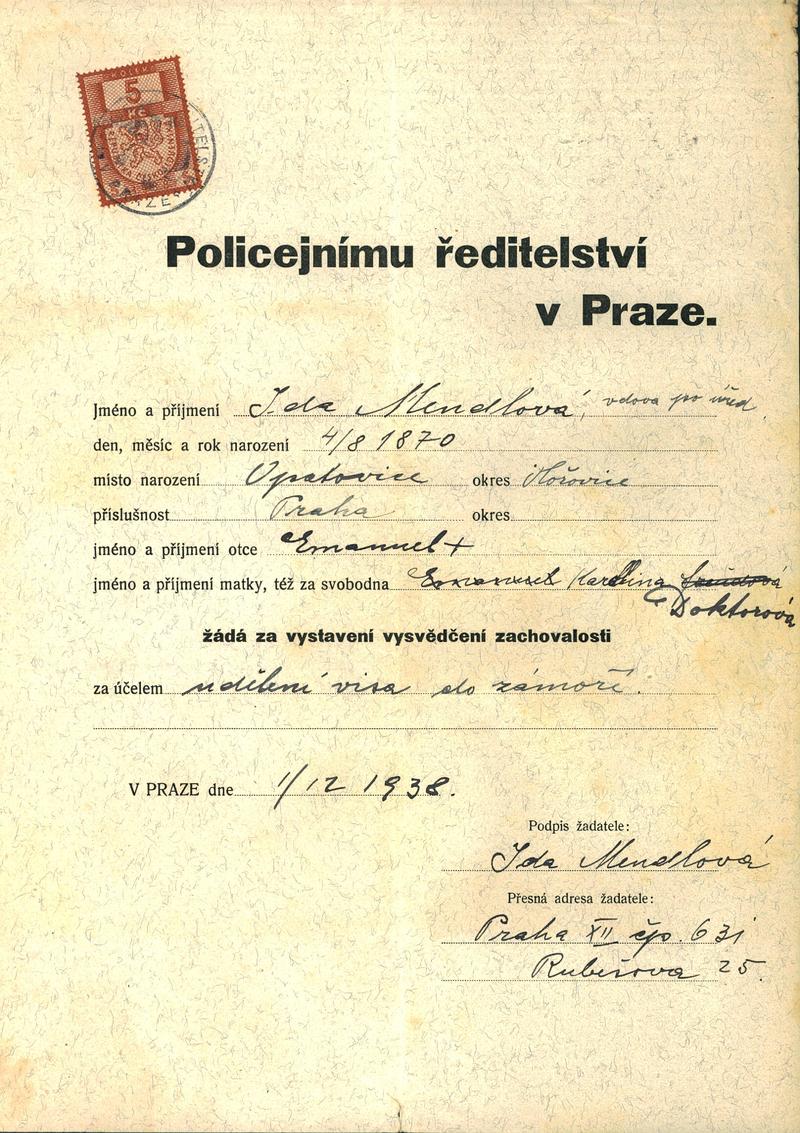 KOLEK
5
Kč
Policejnímu ředitelství
v Praze.
Jméno a příjmení Ida Mendlová, vdova po úřed.
den, měsíc a rok narození 4/8 1870
místo narození Opatovice okres Hořovice
příslušnost Praha okres
jméno a příjmení otce Emanuel +
jméno a příjmení matky, též za svobodna Emanuel Karolina
Doktorová
žádá za vystavení vysvědčení zachovalosti
za účelem udělení visa do zámoří.
V PRAZE dne 1/12 1938.
Podpis žadatele:
Ida Mendlová
Přesná adresa žadatele:
Praha XII čp. 631
Rubešova 25.